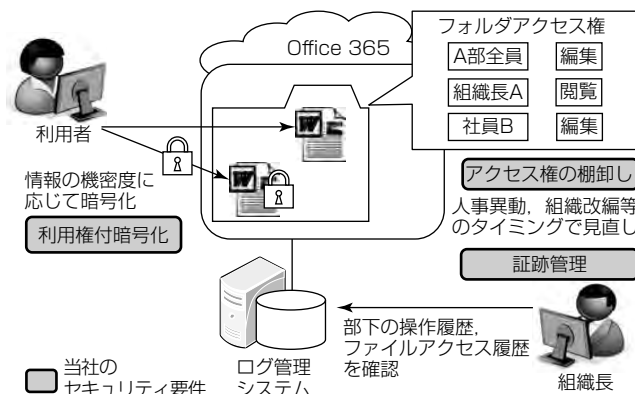 Office 365
フォルダアクセス権
A部全員 編集
組織長A 閲覧
社員B 編集
利用者
情報の機密度に
応じて暗号化
利用権付暗号化
W
W
アクセス権の棚卸し
人事異動，組織改編等
のタイミングで見直し
証跡管理
部下の操作履歴，
ファイルアクセス履歴
を確認
組織長
ログ管理
システム
当社の
セキュリティ要件